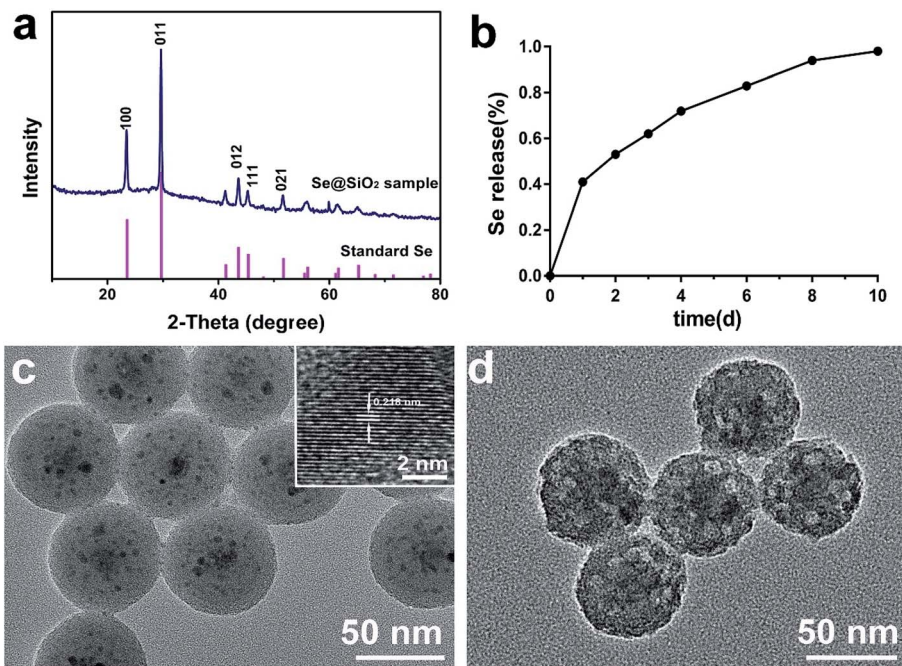 a
Intensity
100
011
012
111
021
Se@SiO₂ sample
Standard Se
20
40
60
80
2-Theta (degree)
b
Se release(%)
1.0
0.8
0.6
0.4
0.2
0.0
0
2
4
6
8
10
time(d)
c
0.216 nm
2 nm
50 nm
d
50 nm